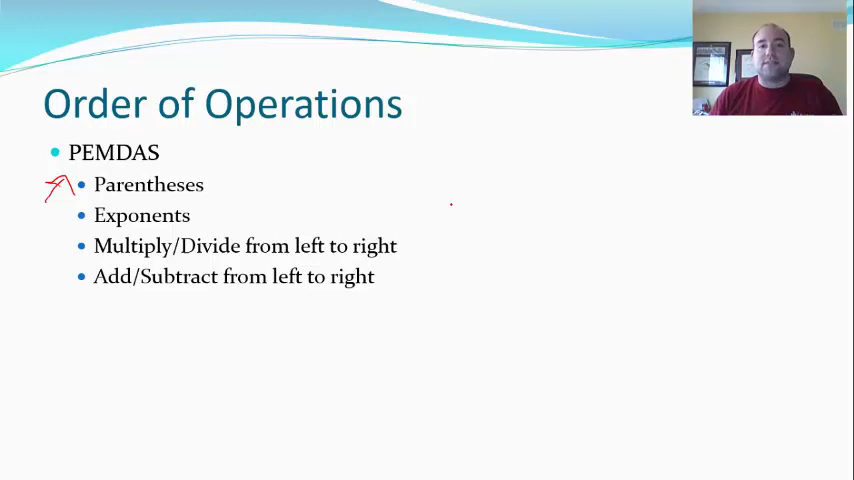 Order of Operations
PEMDAS
Parentheses
Exponents
Multiply/Divide from left to right
Add/Subtract from left to right